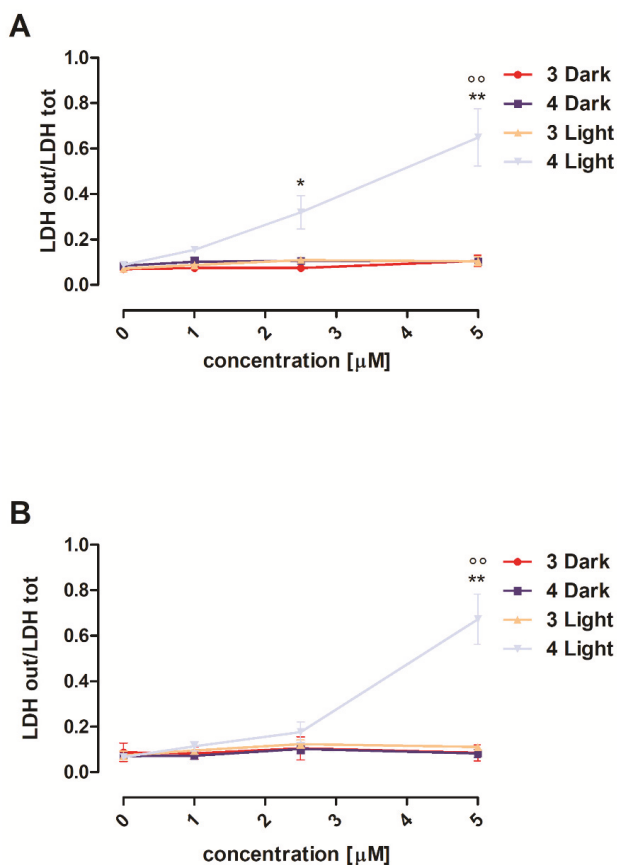 A
LDH out/LDH tot
1.0
0.8
0.6
0.4
0.2
0.0
*
°°
**
0 1 2 3 4 5
concentration [µM]
3 Dark
4 Dark
3 Light
4 Light
B
LDH out/LDH tot
1.0
0.8
0.6
0.4
0.2
0.0
°°
**
0 1 2 3 4 5
concentration [µM]
3 Dark
4 Dark
3 Light
4 Light